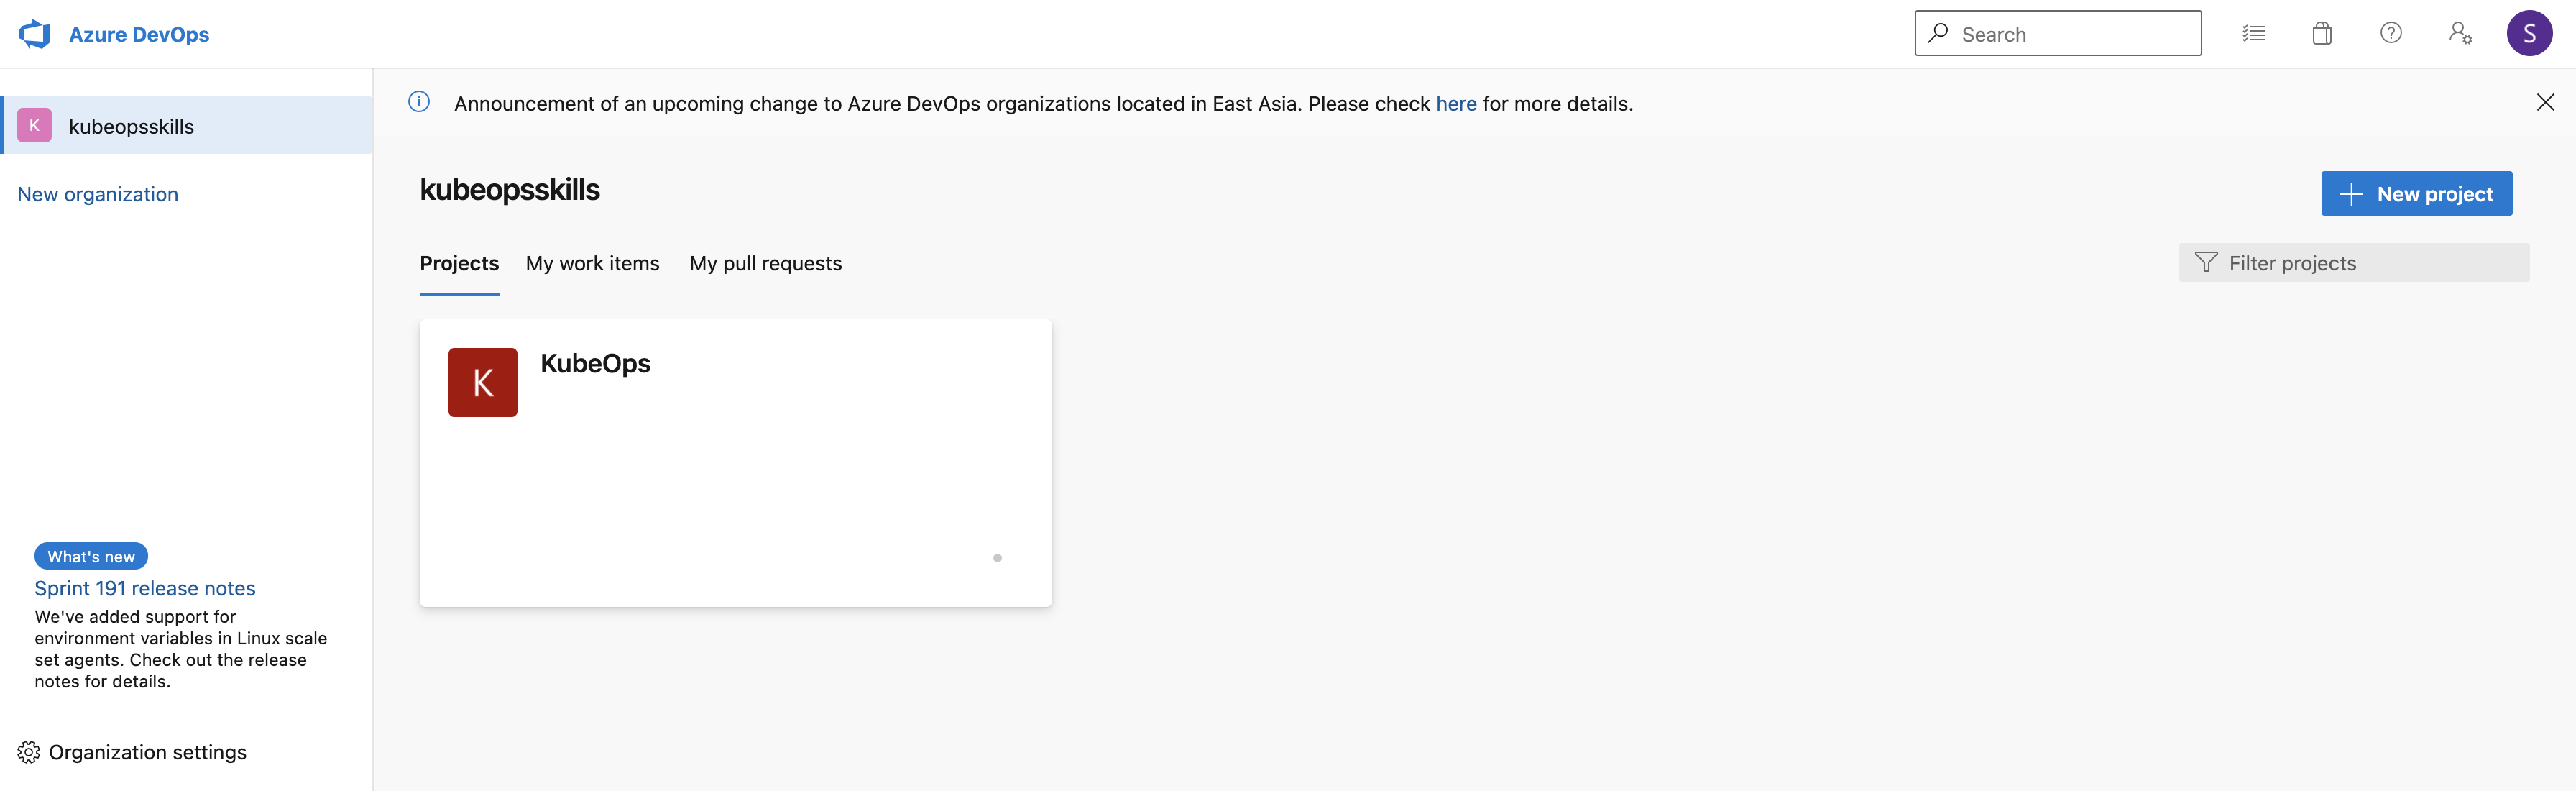 Azure DevOps
Search
S
K kubeopsskills
New organization
Announcement of an upcoming change to Azure DevOps organizations located in East Asia. Please check here for more details.
kubeopsskills
New project
Projects My work items My pull requests
Filter projects
K KubeOps
What's new
Sprint 191 release notes
We've added support for
environment variables in Linux scale
set agents. Check out the release
notes for details.
Organization settings